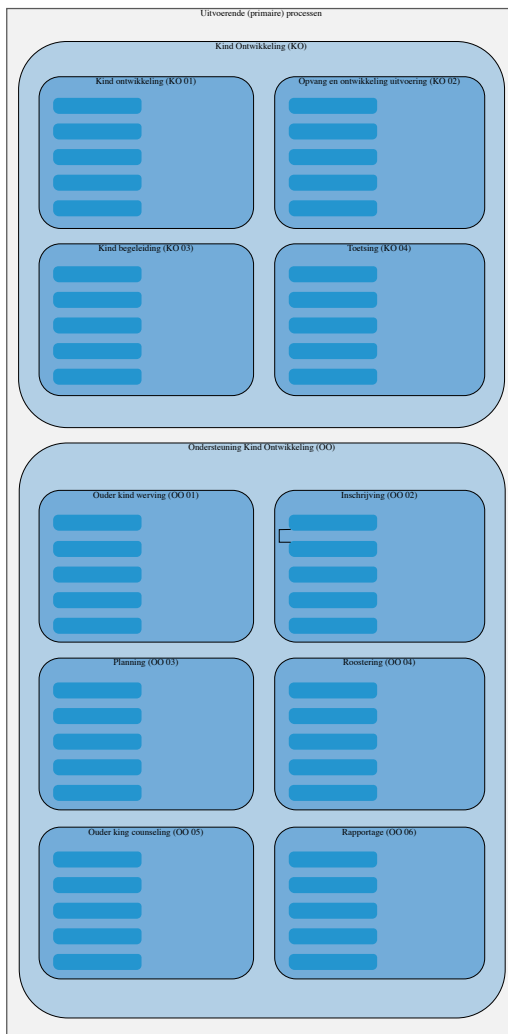 Uitvoerende (primaire) processen
Kind Ontwikkeling (KO)
Kind ontwikkeling (KO 01)
Opvang en ontwikkeling uitvoering (KO 02)
Kind begeleiding (KO 03)
Toetsing (KO 04)
Ondersteuning Kind Ontwikkeling (OO)
Ouder kind werving (OO 01)
Inschrijving (OO 02)
Planning (OO 03)
Roostering (OO 04)
Ouder king counseling (OO 05)
Rapportage (OO 06)